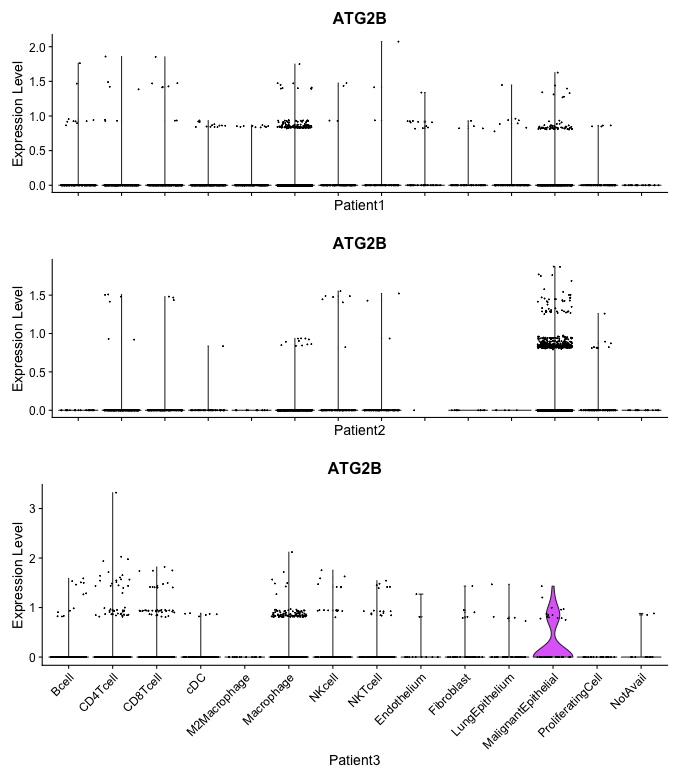 ATG2B
Expression Level
2.0
1.5
1.0
0.5
0.0
Patient1
ATG2B
Expression Level
1.5
1.0
0.5
0.0
Patient2
ATG2B
Expression Level
3
2
1
0
Bcell
CD4Tcell
CD8Tcell
cDC
M2Macrophage
Macrophage
NKcell
NKTcell
Endothelium
Fibroblast
LungEpithelium
MalignantEpithelial
ProliferatingCell
NotAvail
Patient3